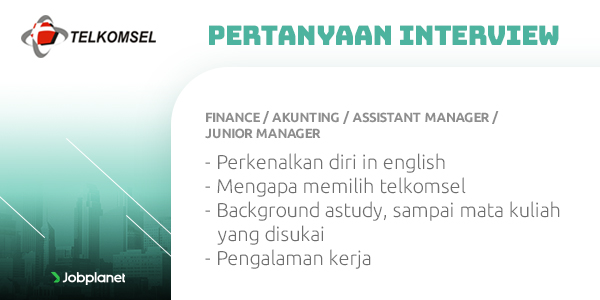 TELKOMSEL
PERTANYAAN INTERVIEW
FINANCE / AKUNTING / ASSISTANT MANAGER /
JUNIOR MANAGER
- Perkenalkan diri in english
- Mengapa memilih telkomsel
- Background astudy, sampai mata kuliah
yang disukai
- Pengalaman kerja
Jobplanet